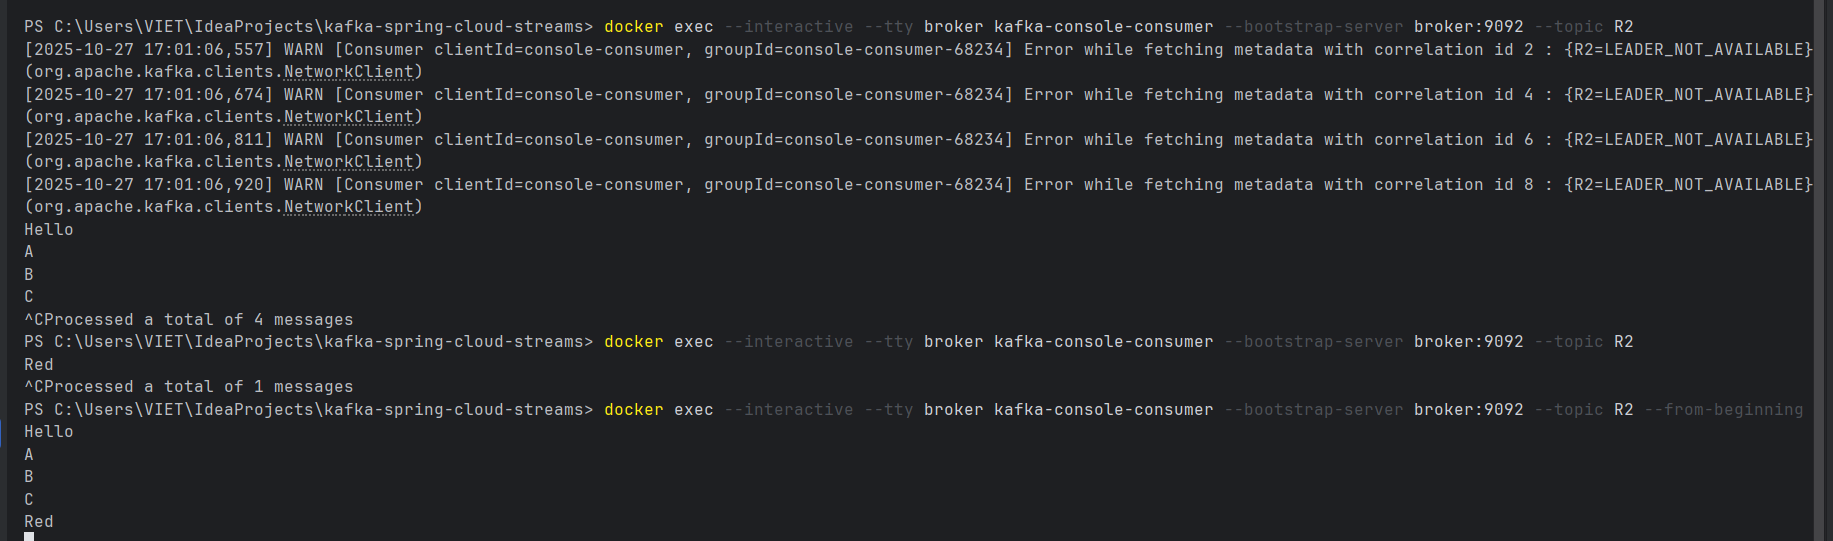 PS C:\Users\VIET\IdeaProjects\kafka-spring-cloud-streams> docker exec --interactive --tty broker kafka-console-consumer --bootstrap-server broker:9092 --topic R2
[2025-10-27 17:01:06,557] WARN [Consumer clientId=console-consumer, groupId=console-consumer-68234] Error while fetching metadata with correlation id 2 : {R2=LEADER_NOT_AVAILABLE}
(org.apache.kafka.clients.NetworkClient)
[2025-10-27 17:01:06,674] WARN [Consumer clientId=console-consumer, groupId=console-consumer-68234] Error while fetching metadata with correlation id 4 : {R2=LEADER_NOT_AVAILABLE}
(org.apache.kafka.clients.NetworkClient)
[2025-10-27 17:01:06,811] WARN [Consumer clientId=console-consumer, groupId=console-consumer-68234] Error while fetching metadata with correlation id 6 : {R2=LEADER_NOT_AVAILABLE}
(org.apache.kafka.clients.NetworkClient)
[2025-10-27 17:01:06,920] WARN [Consumer clientId=console-consumer, groupId=console-consumer-68234] Error while fetching metadata with correlation id 8 : {R2=LEADER_NOT_AVAILABLE}
(org.apache.kafka.clients.NetworkClient)
Hello
A
B
C
^CProcessed a total of 4 messages
PS C:\Users\VIET\IdeaProjects\kafka-spring-cloud-streams> docker exec --interactive --tty broker kafka-console-consumer --bootstrap-server broker:9092 --topic R2
Red
^CProcessed a total of 1 messages
PS C:\Users\VIET\IdeaProjects\kafka-spring-cloud-streams> docker exec --interactive --tty broker kafka-console-consumer --bootstrap-server broker:9092 --topic R2 --from-beginning
Hello
A
B
C
Red